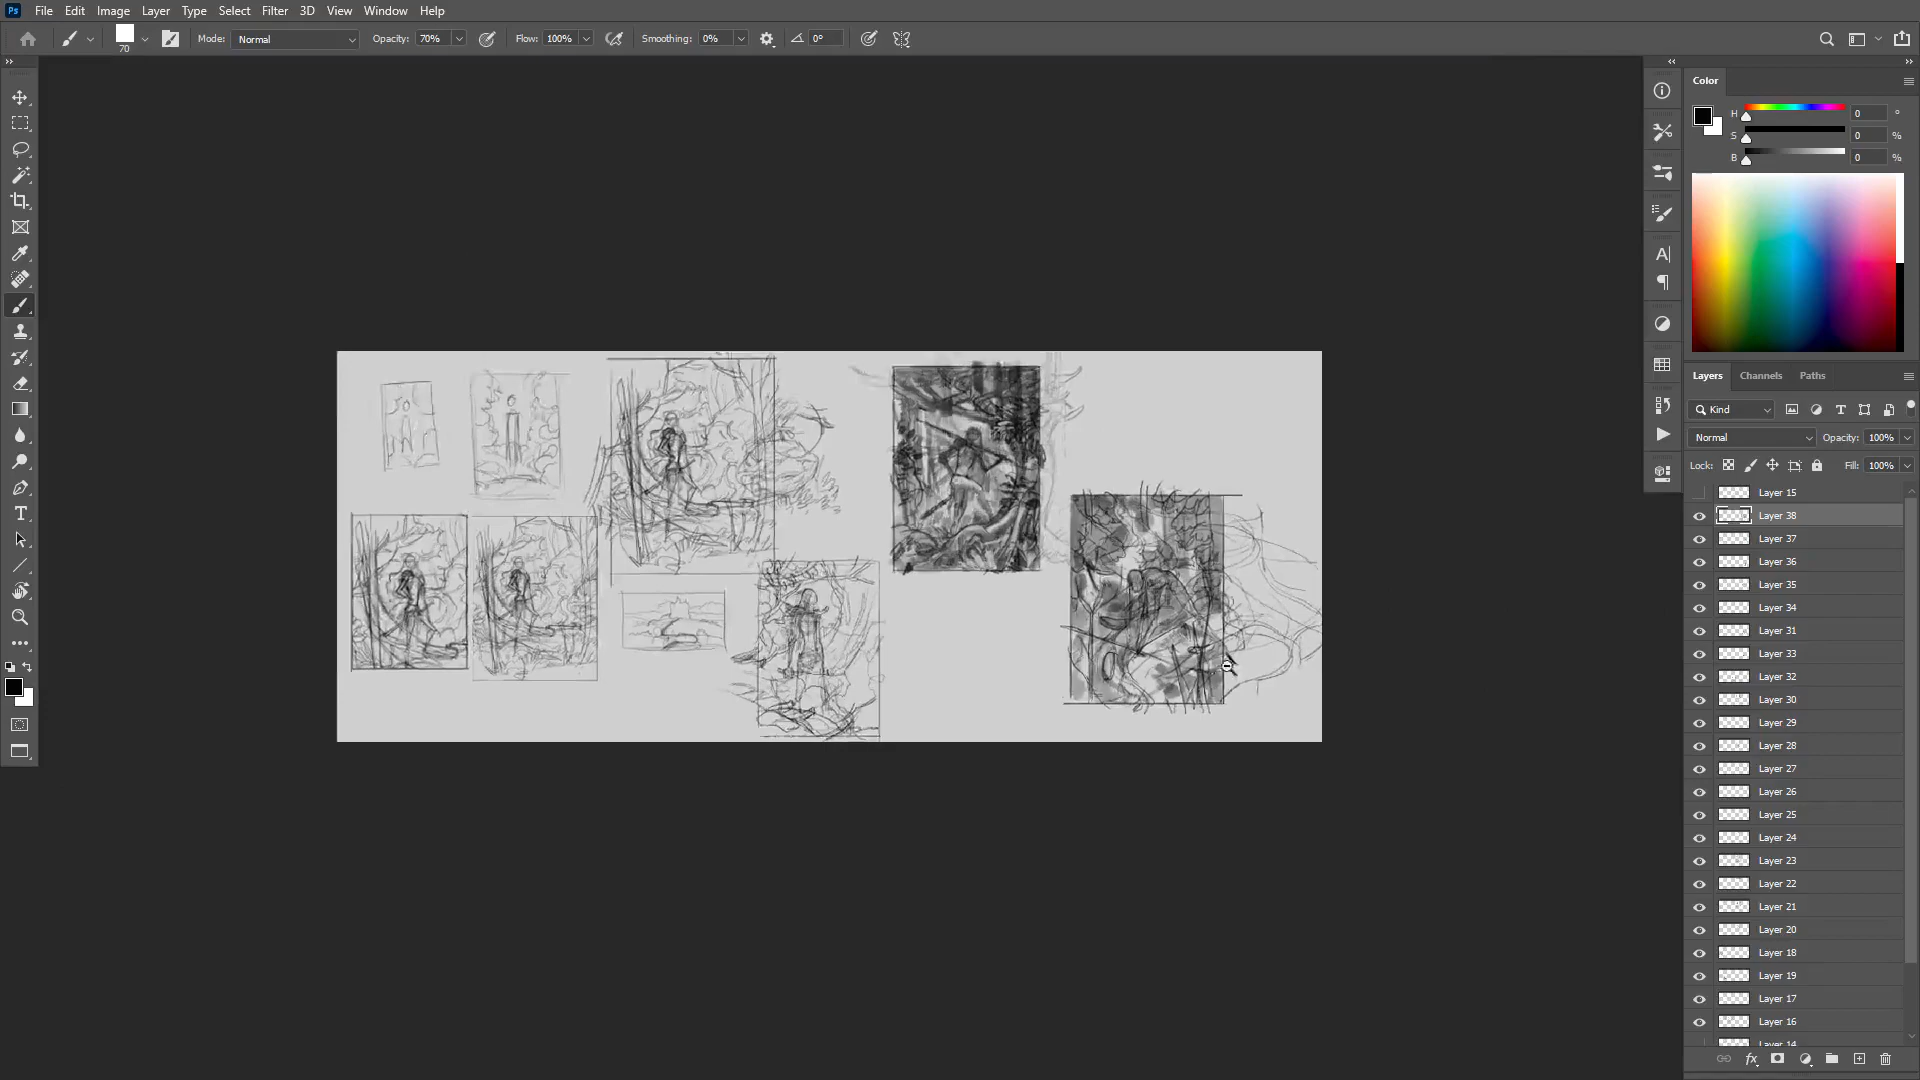 Ps File Edit Image Layer Type Select Filter 3D View Window Help
70 Mode: Normal Opacity: 70% Flow: 100% Smoothing: 0% 0°
Color
H 0 °
S 0 %
B 0 %
Layers Channels Paths
Kind
Normal Opacity: 100%
Lock: Fill: 100%
Layer 15
Layer 38
Layer 37
Layer 36
Layer 35
Layer 34
Layer 31
Layer 33
Layer 32
Layer 30
Layer 29
Layer 28
Layer 27
Layer 26
Layer 25
Layer 24
Layer 23
Layer 22
Layer 21
Layer 20
Layer 18
Layer 19
Layer 17
Layer 16
Layer 14
fx